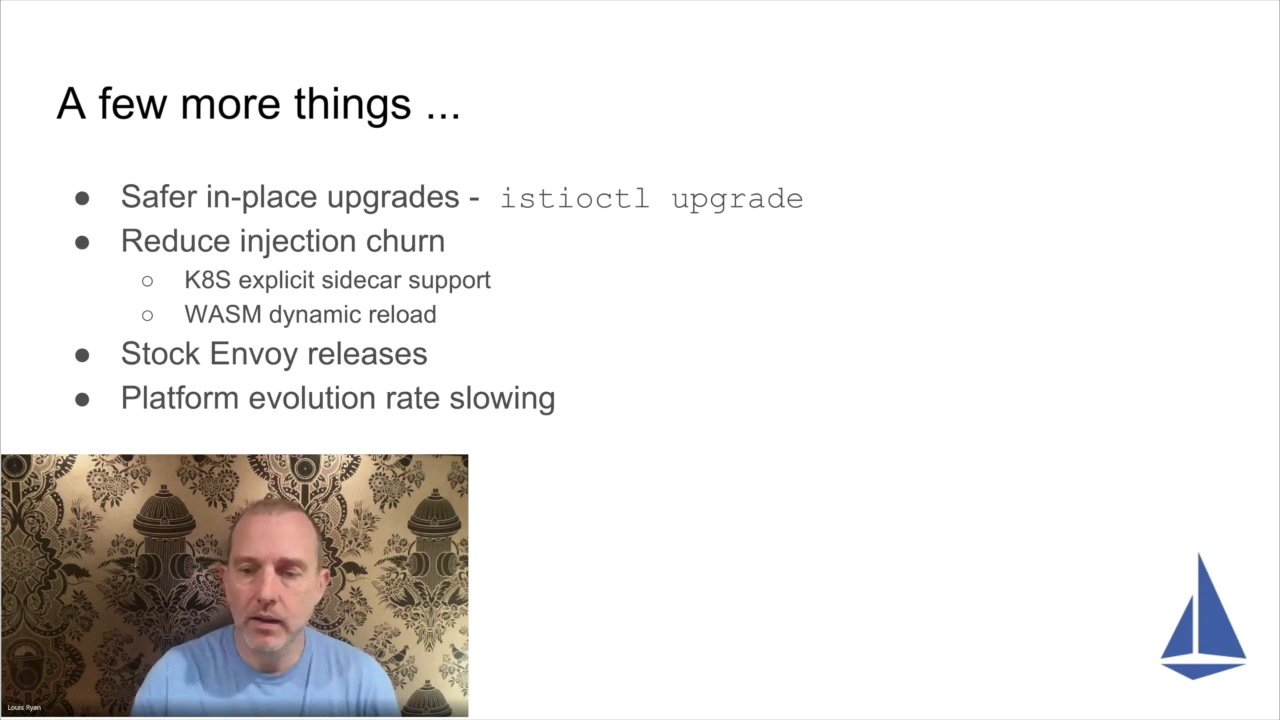 A few more things ...
● Safer in-place upgrades - istioctl upgrade
● Reduce injection churn
○ K8S explicit sidecar support
○ WASM dynamic reload
● Stock Envoy releases
● Platform evolution rate slowing
Louis Ryan